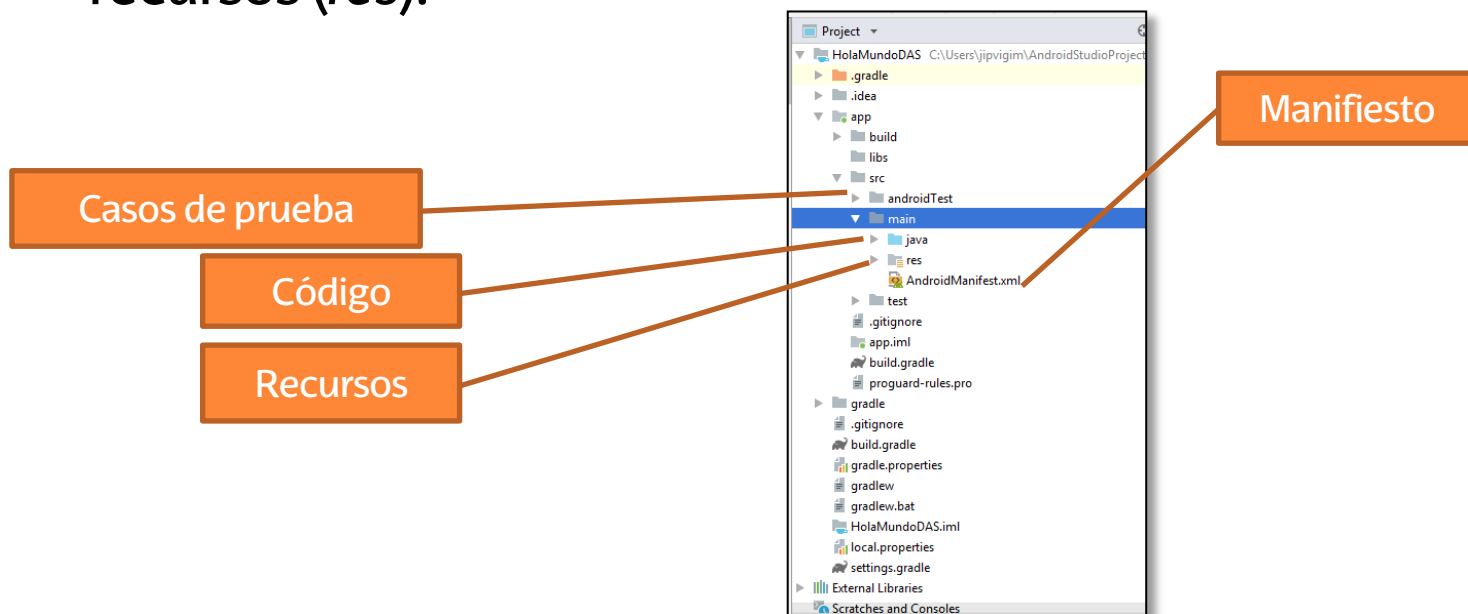 recursos (res).
Project
HolaMundoDAS C:\Users\jipvigim\AndroidStudioProject
.gradle
.idea
app
build
libs
src
androidTest
main
java
res
AndroidManifest.xml
test
.gitignore
app.iml
build.gradle
proguard-rules.pro
gradle
.gitignore
build.gradle
gradle.properties
gradlew
gradlew.bat
HolaMundoDAS.iml
local.properties
settings.gradle
External Libraries
Scratches and Consoles
Manifiesto
Casos de prueba
Código
Recursos